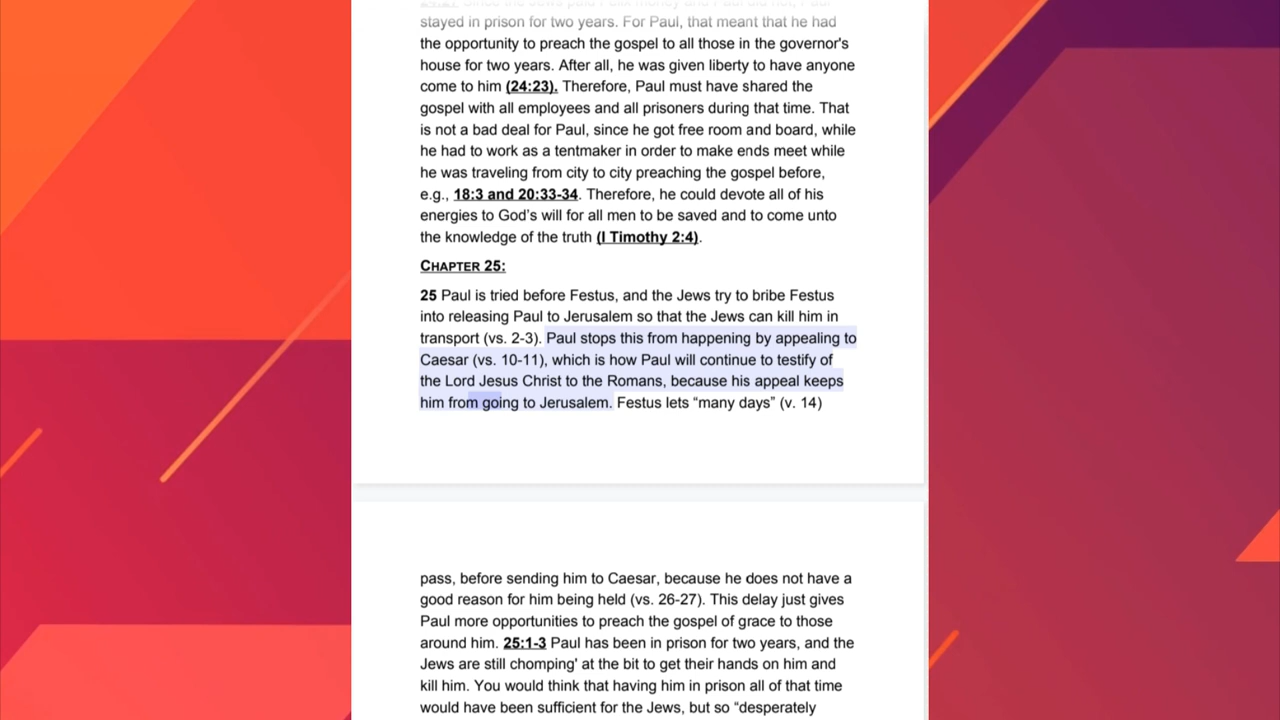 stayed in prison for two years. For Paul, that meant that he had
the opportunity to preach the gospel to all those in the governor's
house for two years. After all, he was given liberty to have anyone
come to him (24:23). Therefore, Paul must have shared the
gospel with all employees and all prisoners during that time. That
is not a bad deal for Paul, since he got free room and board, while
he had to work as a tentmaker in order to make ends meet while
he was traveling from city to city preaching the gospel before,
e.g., 18:3 and 20:33-34. Therefore, he could devote all of his
energies to God's will for all men to be saved and to come unto
the knowledge of the truth (I Timothy 2:4).
CHAPTER 25:
25 Paul is tried before Festus, and the Jews try to bribe Festus
into releasing Paul to Jerusalem so that the Jews can kill him in
transport (vs. 2-3). Paul stops this from happening by appealing to
Caesar (vs. 10-11), which is how Paul will continue to testify of
the Lord Jesus Christ to the Romans, because his appeal keeps
him from going to Jerusalem. Festus lets “many days” (v. 14)
pass, before sending him to Caesar, because he does not have a
good reason for him being held (vs. 26-27). This delay just gives
Paul more opportunities to preach the gospel of grace to those
around him. 25:1-3 Paul has been in prison for two years, and the
Jews are still chomping' at the bit to get their hands on him and
kill him. You would think that having him in prison all of that time
would have been sufficient for the Jews, but so “desperately